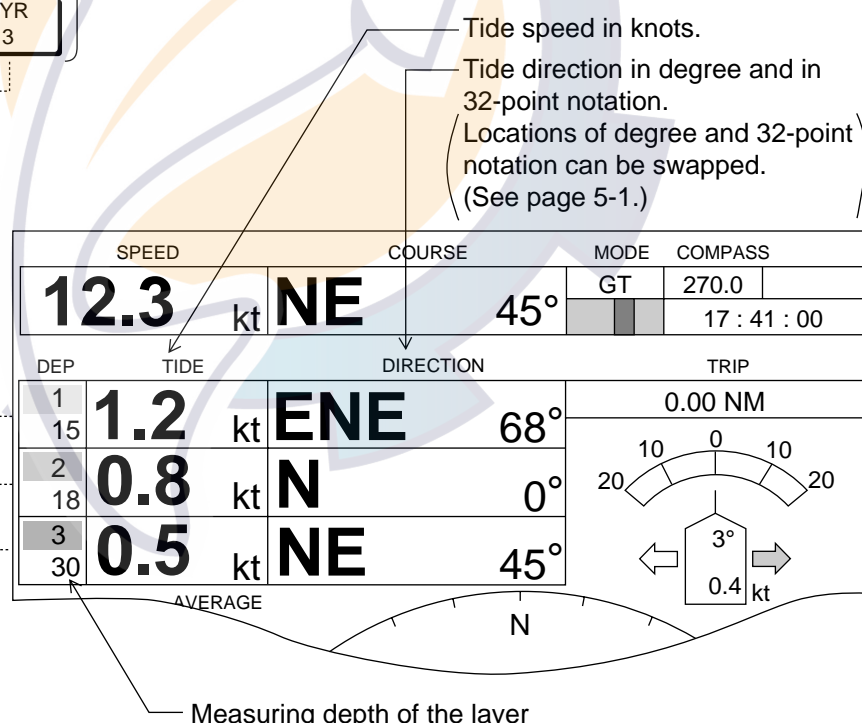 YR
3
Tide speed in knots.
Tide direction in degree and in
32-point notation.
Locations of degree and 32-point
notation can be swapped.
(See page 5-1.)
SPEED COURSE MODE COMPASS
12.3 kt NE 45° GT 270.0
17 : 41 : 00
DEP TIDE DIRECTION TRIP
1 15 1.2 kt ENE 68° 0.00 NM
2 18 0.8 kt N 0°
3 30 0.5 kt NE 45°
20 10 0 10 20
3°
0.4 kt
AVERAGE
N
Measuring depth of the layer